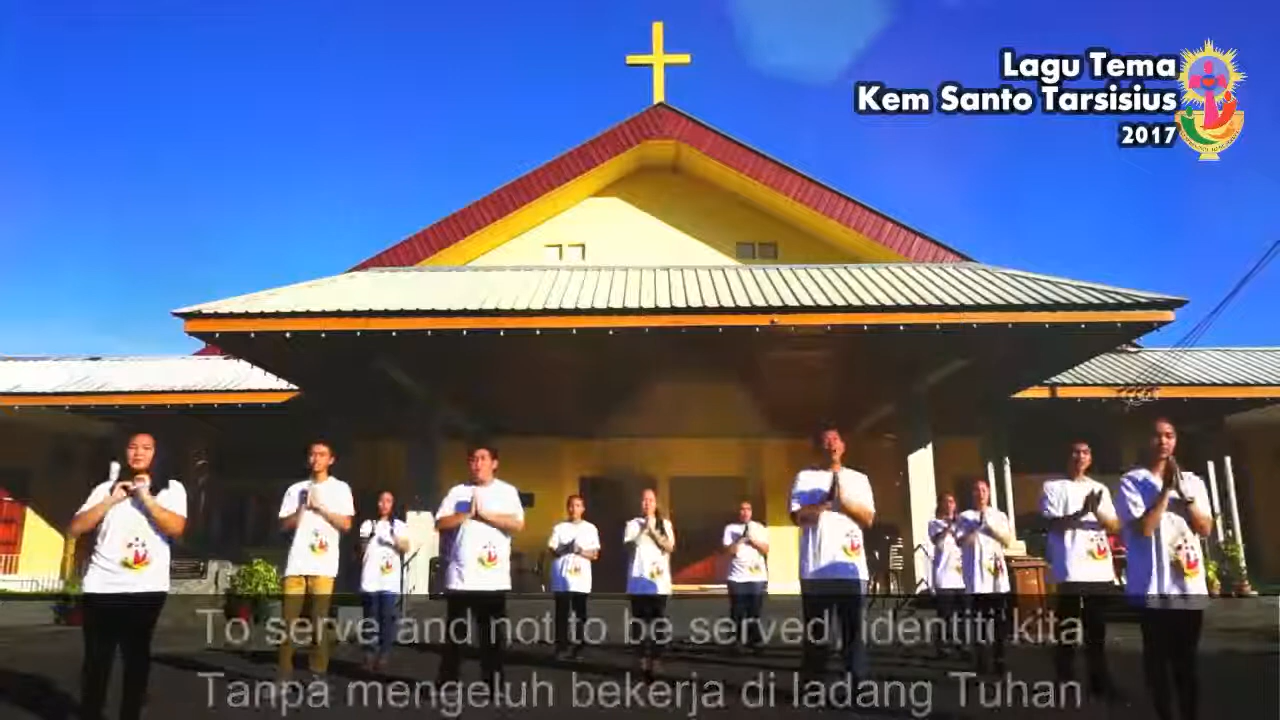 Lagu Tema
Kem Santo Tarsisius
2017
To serve and not to be served, identiti kita
Tanpa mengeluh bekerja di ladang Tuhan